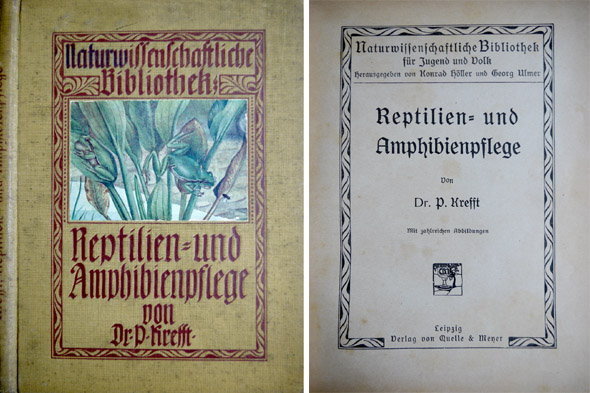 Naturwissenschaftliche
Bibliothek
Reptilien= und
Amphibienpflege
von
Dr. P. Krefft.
Naturwissenschaftliche Bibliothek
für Jugend und Volk
Herausgegeben von Konrad Höller und Georg Ulmer
Reptilien= und
Amphibienpflege
Von
Dr. P. Krefft
Mit zahlreichen Abbildungen
Leipzig
Verlag von Quelle & Meyer